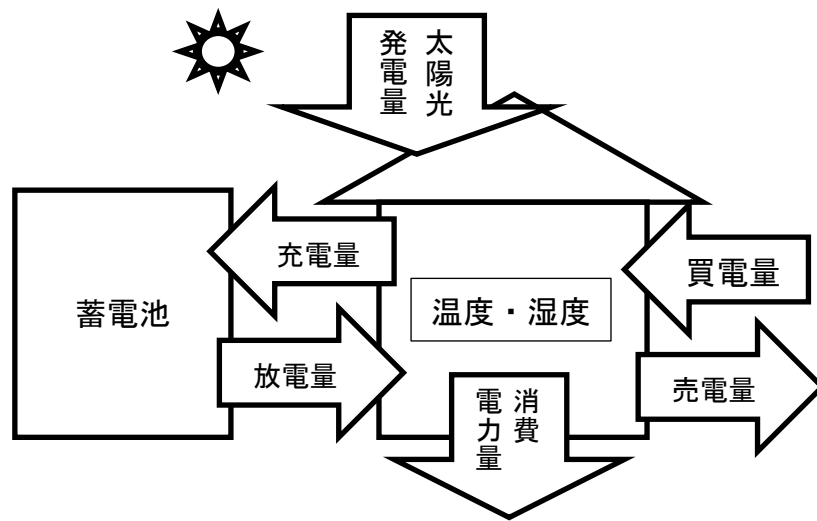 太陽光
発電量
充電量
買電量
蓄電池
温度・湿度
放電量
売電量
消費
電力量